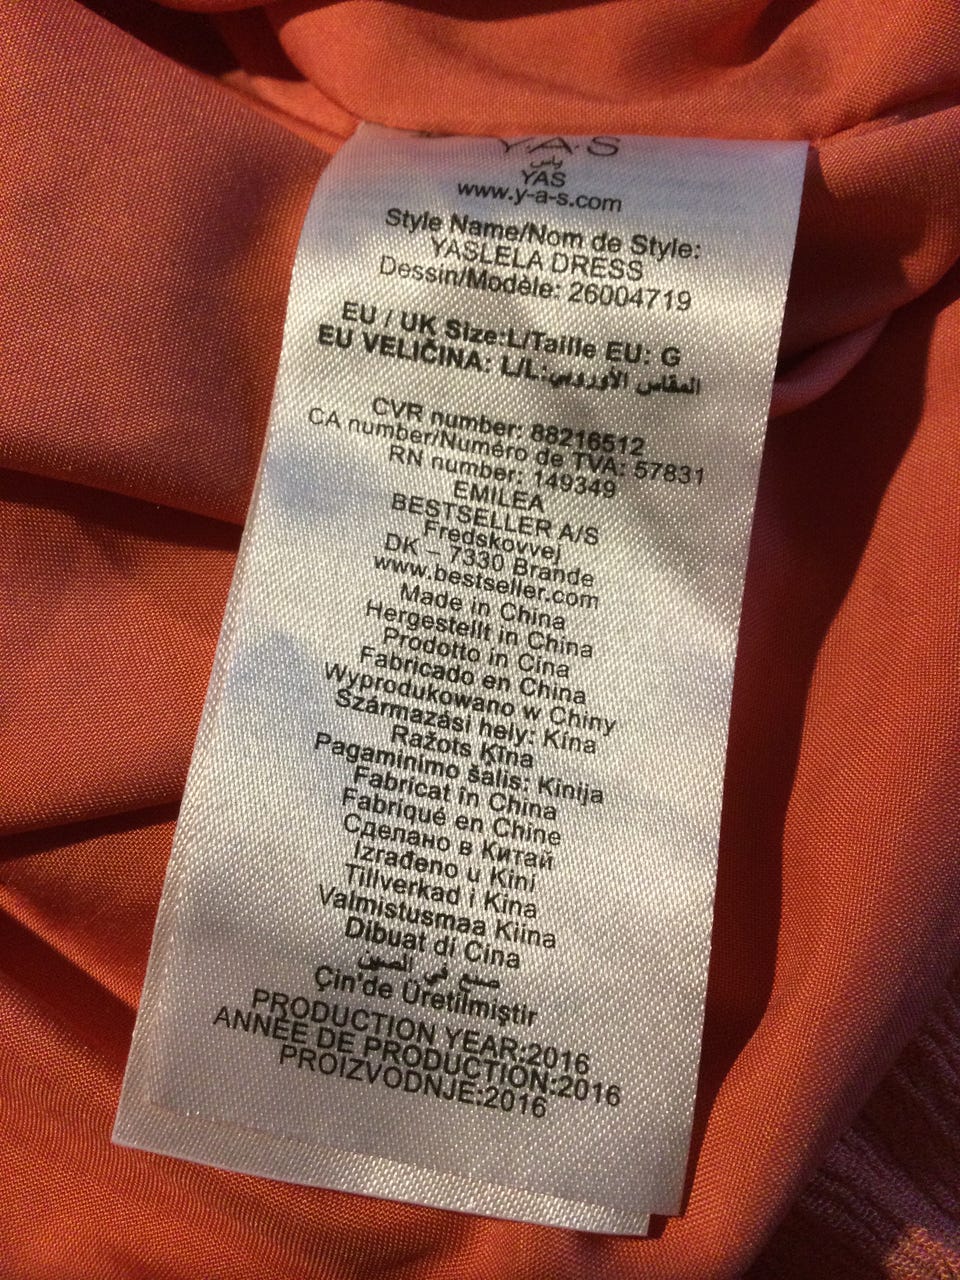 Y.A.S
ياس
YAS
www.y-a-s.com
Style Name/Nom de Style:
YASLELA DRESS
Dessin/Modèle: 26004719
EU / UK Size:L/Taille EU: G
EU VELIČINA: L/L:المقاس الأوروبي
CVR number: 88216512
CA number/Numéro de TVA: 57831
RN number: 149349
EMILEA
BESTSELLER A/S
Fredskovvej
DK – 7330 Brande
www.bestseller.com
Made in China
Hergestellt in China
Prodotto in Cina
Fabricado en China
Wyprodukowano w Chiny
Származási hely: Kína
Ražots Ķīna
Pagaminimo šalis: Kinija
Fabricat în China
Fabriqué en Chine
Сделано в Китай
Izrađeno u Kini
Tillverkad i Kina
Valmistusmaa Kiina
Dibuat di Cina
صنع في الصين
Çin'de Üretilmiştir
PRODUCTION YEAR:2016
ANNÉE DE PRODUCTION:2016
PROIZVODNJE:2016